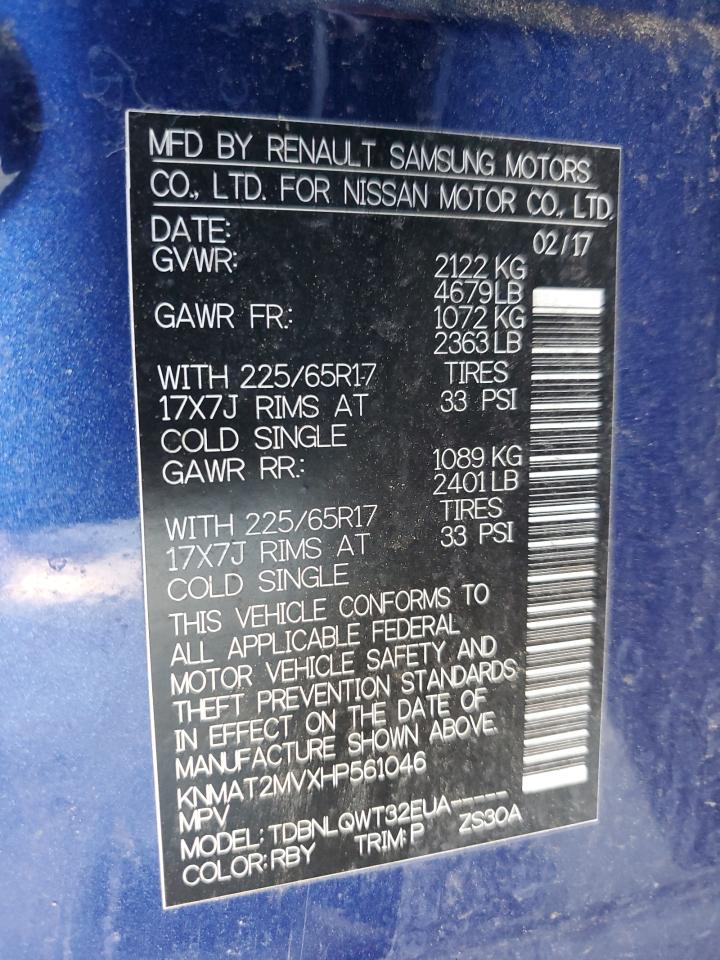 MFD BY RENAULT SAMSUNG MOTORS
CO., LTD. FOR NISSAN MOTOR CO., LTD.
DATE: 02/17
GVWR: 2122 KG
4679LB
GAWR FR.: 1072 KG
2363LB
WITH 225/65R17 TIRES
17X7J RIMS AT 33 PSI
COLD SINGLE
GAWR RR.: 1089 KG
2401LB
WITH 225/65R17 TIRES
17X7J RIMS AT 33 PSI
COLD SINGLE
THIS VEHICLE CONFORMS TO
ALL APPLICABLE FEDERAL
MOTOR VEHICLE SAFETY AND
THEFT PREVENTION STANDARDS
IN EFFECT ON THE DATE OF
MANUFACTURE SHOWN ABOVE.
KNMAT2MVXHP561046
MPV
MODEL: TDBNLQWT32EUA-----
COLOR:RBY TRIM:P ZS30A